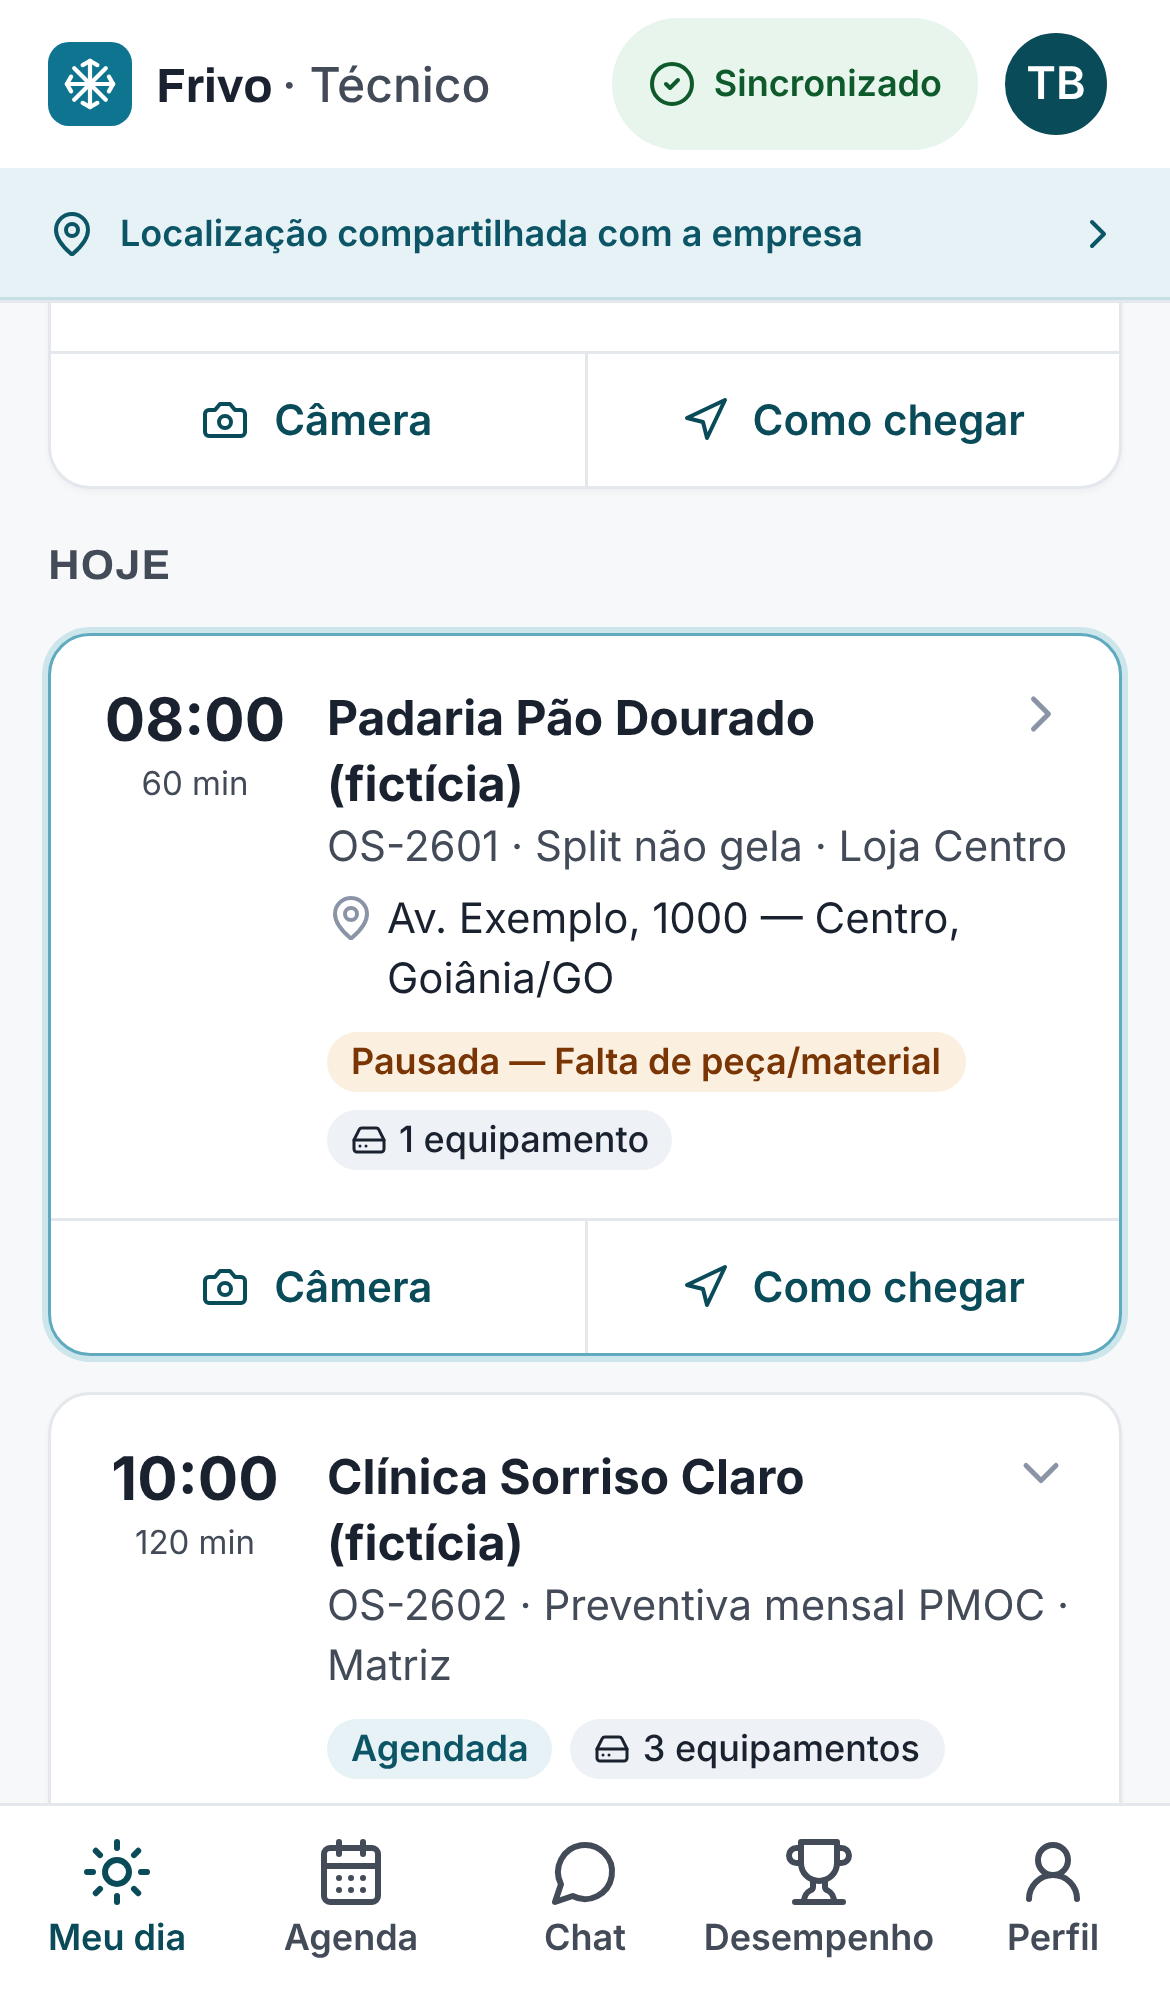 Frivo · Técnico
Sincronizado
TB
Localização compartilhada com a empresa
Câmera
Como chegar
HOJE
08:00
60 min
Padaria Pão Dourado
(fictícia)
OS-2601 · Split não gela · Loja Centro
Av. Exemplo, 1000 — Centro,
Goiânia/GO
Pausada — Falta de peça/material
1 equipamento
Câmera
Como chegar
10:00
120 min
Clínica Sorriso Claro
(fictícia)
OS-2602 · Preventiva mensal PMOC ·
Matriz
Agendada
3 equipamentos
Meu dia
Agenda
Chat
Desempenho
Perfil